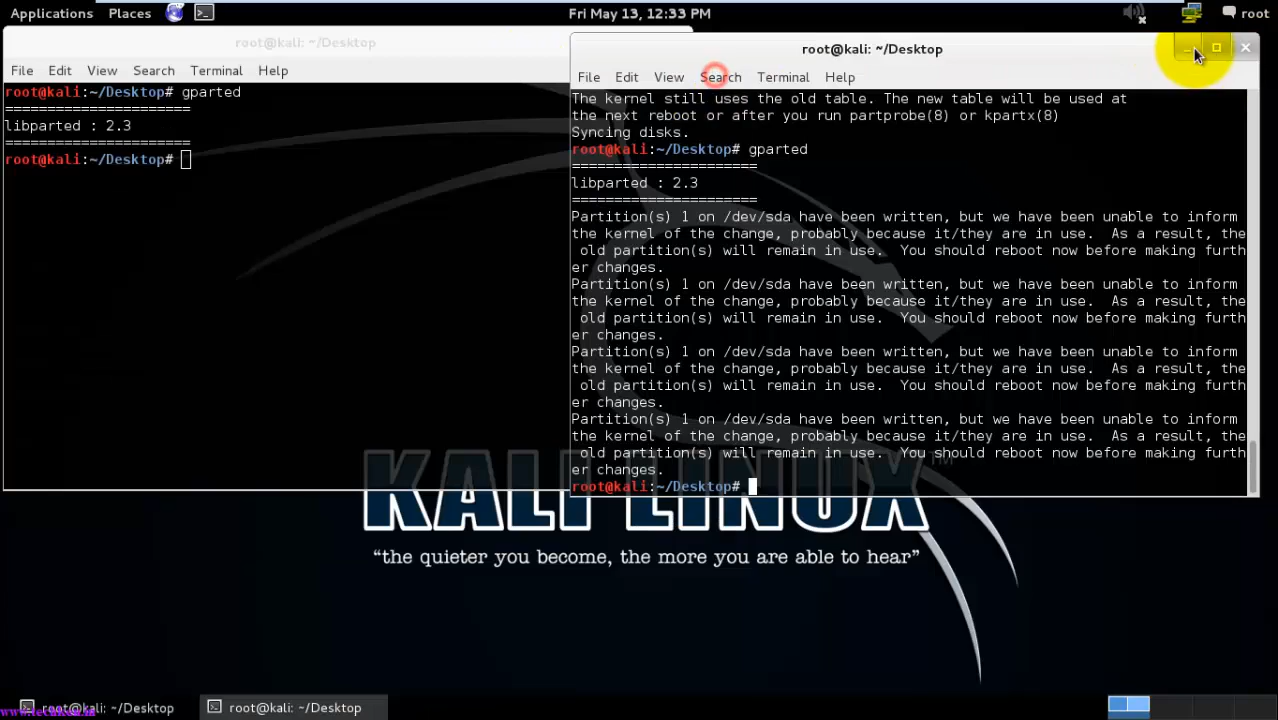 Applications Places Fri May 13, 12:33 PM root
root@kali: ~/Desktop
File Edit View Search Terminal Help
root@kali:~/Desktop# gparted
======================
libparted : 2.3
======================
root@kali:~/Desktop#
root@kali: ~/Desktop
File Edit View Search Terminal Help
The kernel still uses the old table. The new table will be used at
the next reboot or after you run partprobe(8) or kpartx(8)
Syncing disks.
root@kali:~/Desktop# gparted
======================
libparted : 2.3
======================
Partition(s) 1 on /dev/sda have been written, but we have been unable to inform
the kernel of the change, probably because it/they are in use.  As a result, the
 old partition(s) will remain in use.  You should reboot now before making furth
er changes.
Partition(s) 1 on /dev/sda have been written, but we have been unable to inform
the kernel of the change, probably because it/they are in use.  As a result, the
 old partition(s) will remain in use.  You should reboot now before making furth
er changes.
Partition(s) 1 on /dev/sda have been written, but we have been unable to inform
the kernel of the change, probably because it/they are in use.  As a result, the
 old partition(s) will remain in use.  You should reboot now before making furth
er changes.
Partition(s) 1 on /dev/sda have been written, but we have been unable to inform
the kernel of the change, probably because it/they are in use.  As a result, the
 old partition(s) will remain in use.  You should reboot now before making furth
er changes.
root@kali:~/Desktop#
KALI LINUX ™
“the quieter you become, the more you are able to hear”
root@kali: ~/Desktop root@kali: ~/Desktop